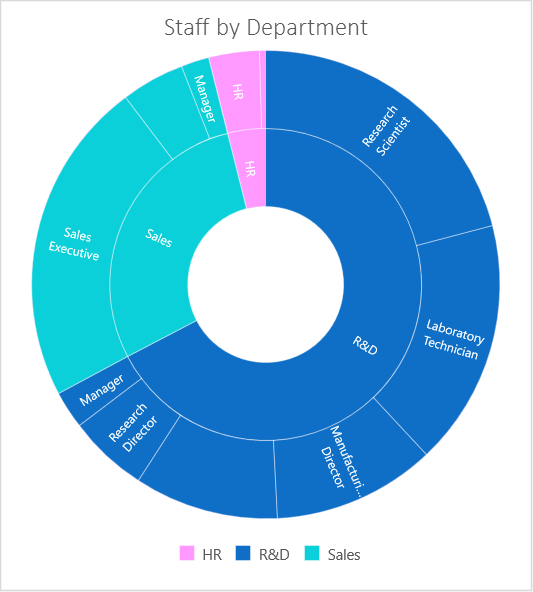 Staff by Department
HR
Manager
Research
Scientist
Sales
Executive
Sales
HR
R&D
Laboratory
Technician
Manager
Research
Director
Manufacturi...
Director
HR
R&D
Sales